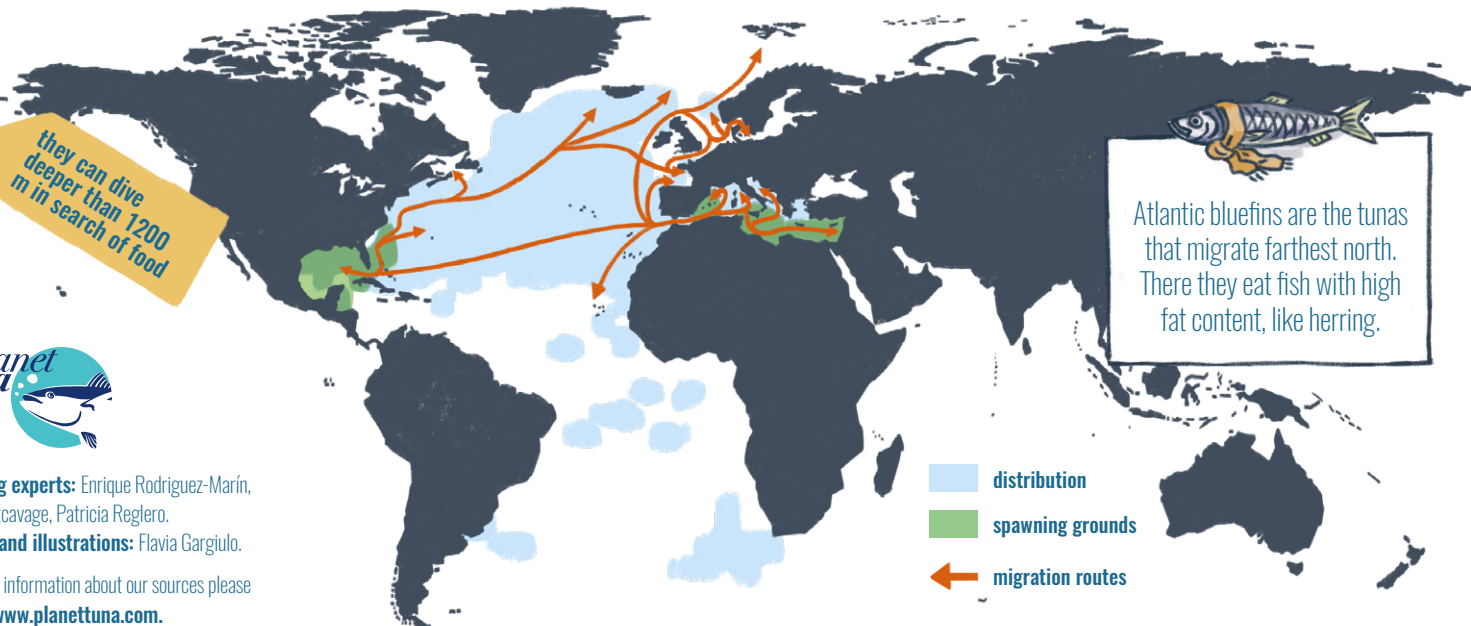 they can dive
deeper than 1200
m in search of food
Atlantic bluefins are the tunas
that migrate farthest north.
There they eat fish with high
fat content, like herring.
experts: Enrique Rodriguez-Marín,
Patricia Reglero.
and illustrations: Flavia Gargiulo.
information about our sources please
www.planettuna.com.
distribution
spawning grounds
migration routes